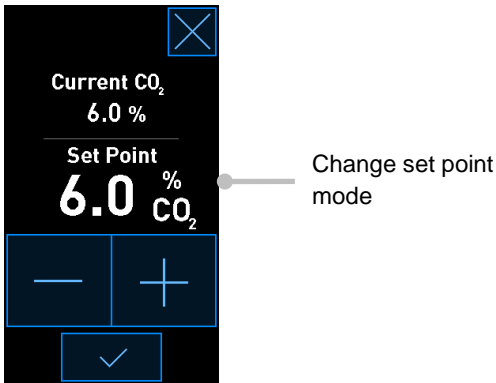 Current CO₂
6.0 %
Set Point
6.0 % CO₂
Change set point
mode